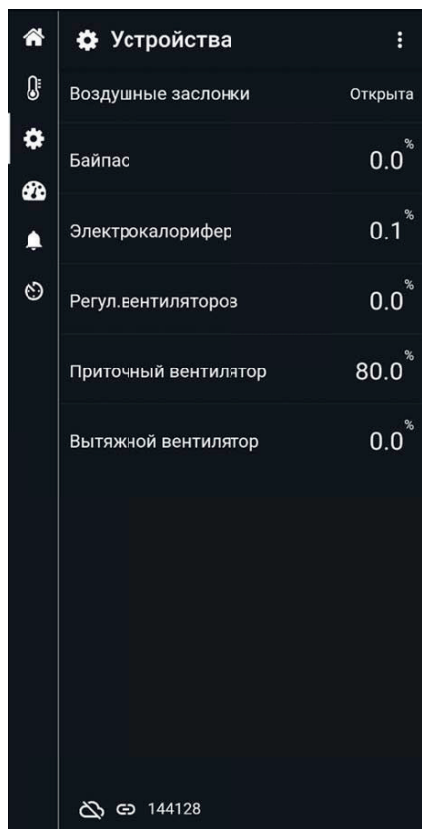 Устройства
Воздушные заслонки Открыта
Байпас 0.0%
Электрокалорифер 0.1%
Регул.вентиляторов 0.0%
Приточный вентилятор 80.0%
Вытяжной вентилятор 0.0%
144128